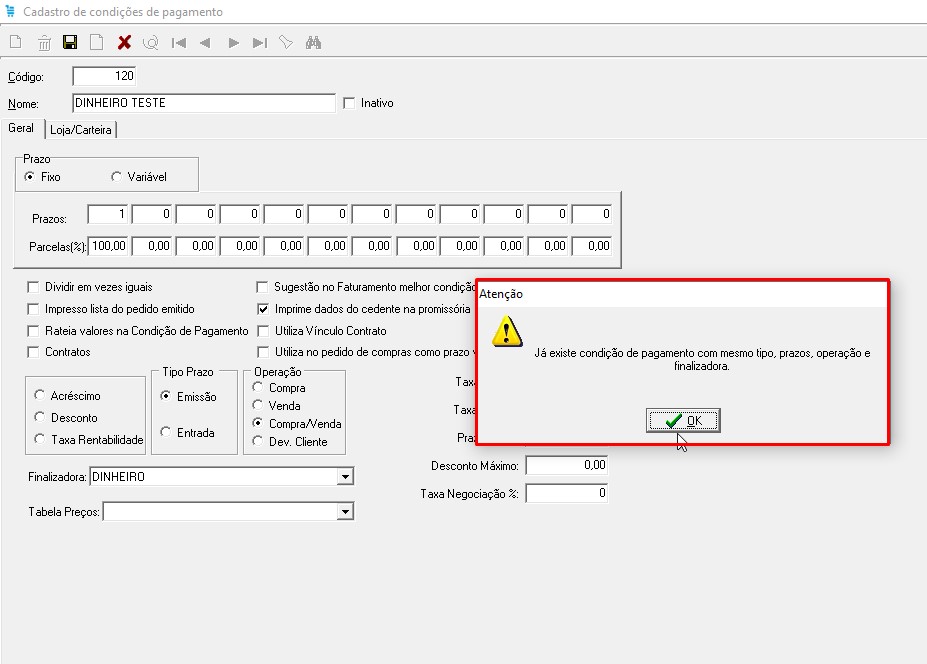 Cadastro de condições de pagamento
Código: 120
Nome: DINHEIRO TESTE Inativo
Geral Loja/Carteira
Prazo
Fixo Variável
Prazos: 1 0 0 0 0 0 0 0 0 0 0 0
Parcelas(%): 100,00 0,00 0,00 0,00 0,00 0,00 0,00 0,00 0,00 0,00 0,00 0,00
Dividir em vezes iguais
Impresso lista do pedido emitido
Rateia valores na Condição de Pagamento
Contratos
Sugestão no Faturamento melhor condição
Imprime dados do cedente na promissória
Utiliza Vínculo Contrato
Utiliza no pedido de compras como prazo
Acréscimo
Desconto
Taxa Rentabilidade
Tipo Prazo
Emissão
Entrada
Operação
Compra
Venda
Compra/Venda
Dev. Cliente
Finalizadora: DINHEIRO
Tabela Preços:
Desconto Máximo: 0,00
Taxa Negociação %: 0
Atenção
Já existe condição de pagamento com mesmo tipo, prazos, operação e
finalizadora.
OK